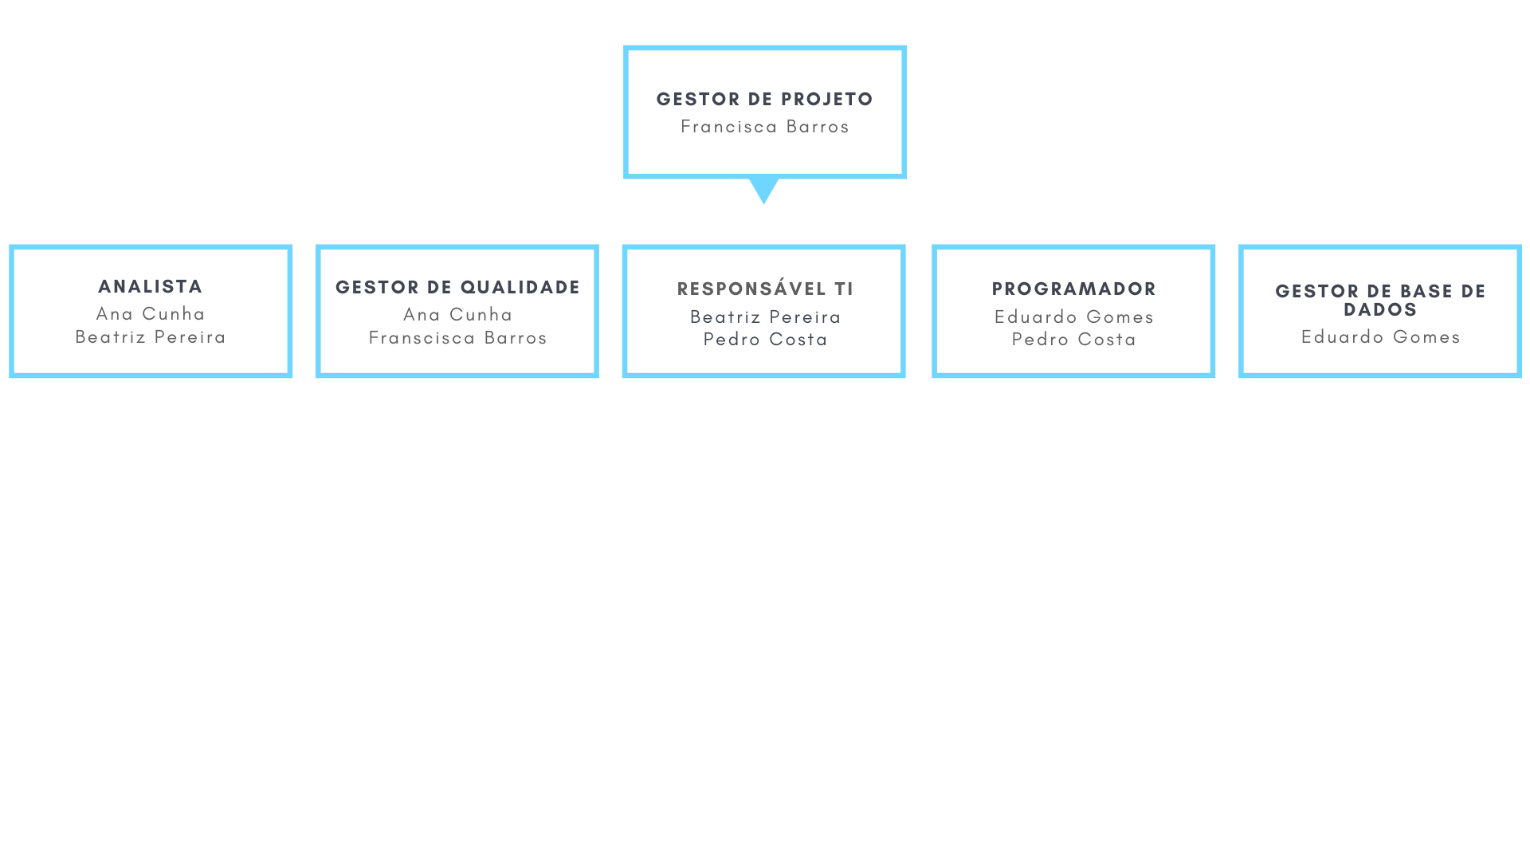 GESTOR DE PROJETO
Francisca Barros
ANALISTA
Ana Cunha
Beatriz Pereira
GESTOR DE QUALIDADE
Ana Cunha
Franscisca Barros
RESPONSÁVEL TI
Beatriz Pereira
Pedro Costa
PROGRAMADOR
Eduardo Gomes
Pedro Costa
GESTOR DE BASE DE
DADOS
Eduardo Gomes